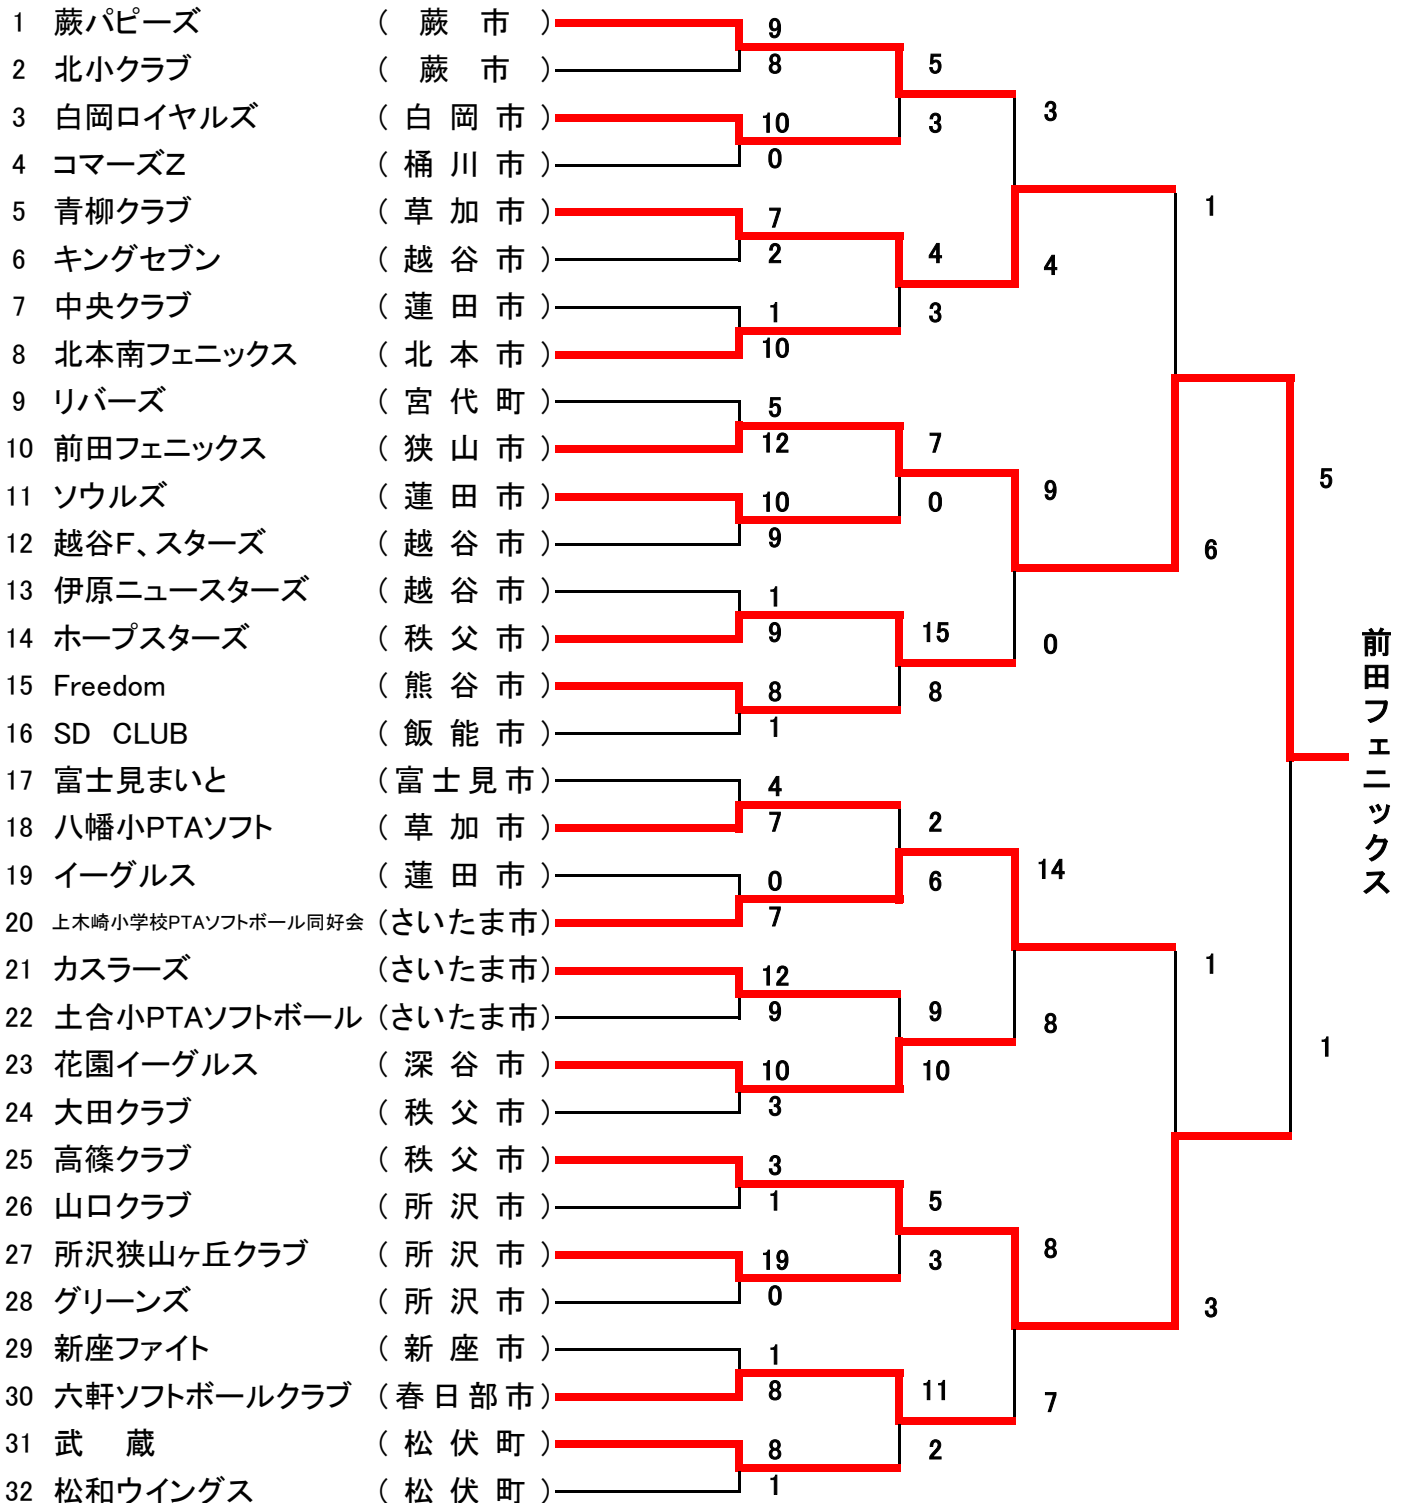 1 蕨パピーズ ( 蕨 市 ) 9
2 北小クラブ ( 蕨 市 ) 8
5
3 白岡ロイヤルズ ( 白 岡 市 ) 10
3
3
4 コマーズZ ( 桶 川 市 ) 0
5 青柳クラブ ( 草 加 市 ) 7
1
6 キングセブン ( 越 谷 市 ) 2
4
4
7 中央クラブ ( 蓮 田 市 ) 1
3
8 北本南フェニックス ( 北 本 市 ) 10
9 リバーズ ( 宮 代 町 ) 5
10 前田フェニックス ( 狭 山 市 ) 12
7
11 ソウルズ ( 蓮 田 市 ) 10
0
9
5
12 越谷F、スターズ ( 越 谷 市 ) 9
6
13 伊原ニュースターズ ( 越 谷 市 ) 1
14 ホープスターズ ( 秩 父 市 ) 9
15
0
15 Freedom ( 熊 谷 市 ) 8
8
16 SD CLUB ( 飯 能 市 ) 1
前田フェニックス
17 富士見まいと ( 富 士 見 市 ) 4
18 八幡小PTAソフト ( 草 加 市 ) 7
2
19 イーグルス ( 蓮 田 市 ) 0
6
14
20 上木崎小学校PTAソフトボール同好会 (さいたま市) 7
21 カスラーズ (さいたま市) 12
1
22 土合小PTAソフトボール (さいたま市) 9
9
8
23 花園イーグルス ( 深 谷 市 ) 10
10
1
24 大田クラブ ( 秩 父 市 ) 3
25 高篠クラブ ( 秩 父 市 ) 3
26 山口クラブ ( 所 沢 市 ) 1
5
27 所沢狭山ヶ丘クラブ ( 所 沢 市 ) 19
3
8
28 グリーンズ ( 所 沢 市 ) 0
3
29 新座ファイト ( 新 座 市 ) 1
30 六軒ソフトボールクラブ ( 春 日 部 市 ) 8
11
7
31 武 蔵 ( 松 伏 町 ) 8
2
32 松和ウイングス ( 松 伏 町 ) 1